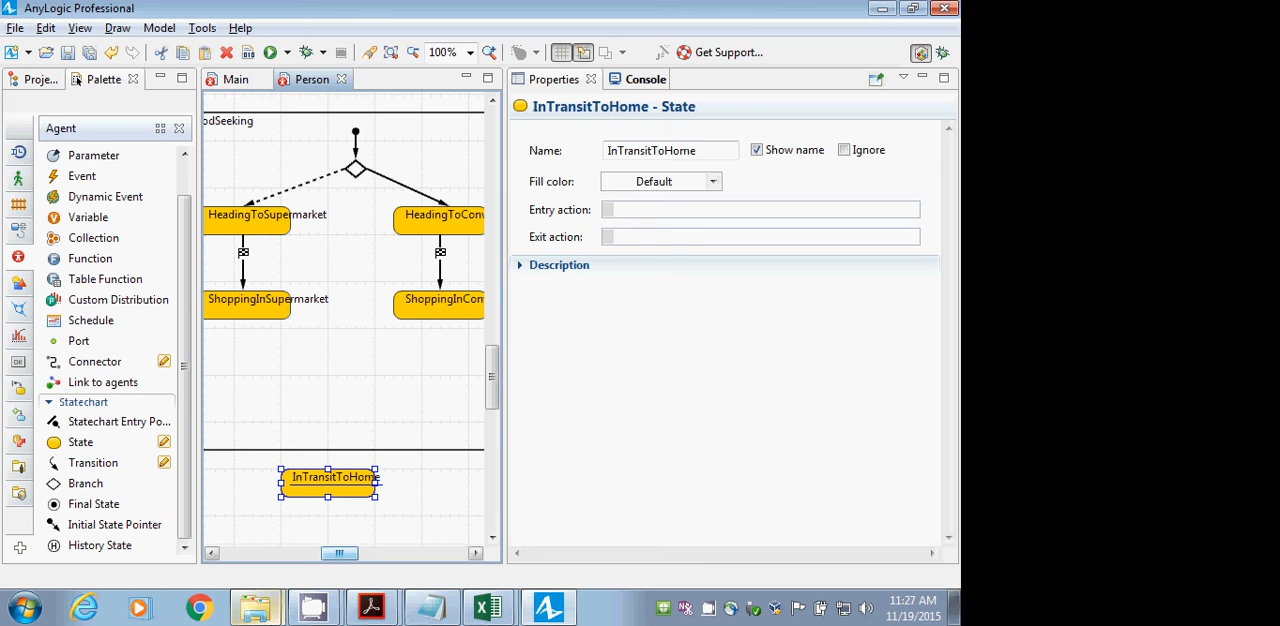 AnyLogic Professional
File Edit View Draw Model Tools Help
100% Get Support...
Proje... Palette Main Person Properties Console
Agent
Parameter
Event
Dynamic Event
Variable
Collection
Function
Table Function
Custom Distribution
Schedule
Port
Connector
Link to agents
Statechart
Statechart Entry Po...
State
Transition
Branch
Final State
Initial State Pointer
History State
odSeeking
HeadingToSupermarket HeadingToConv
ShoppingInSupermarket ShoppingInCon
InTransitToHome
InTransitToHome - State
Name: InTransitToHome Show name Ignore
Fill color: Default
Entry action:
Exit action:
Description
11:27 AM
11/19/2015